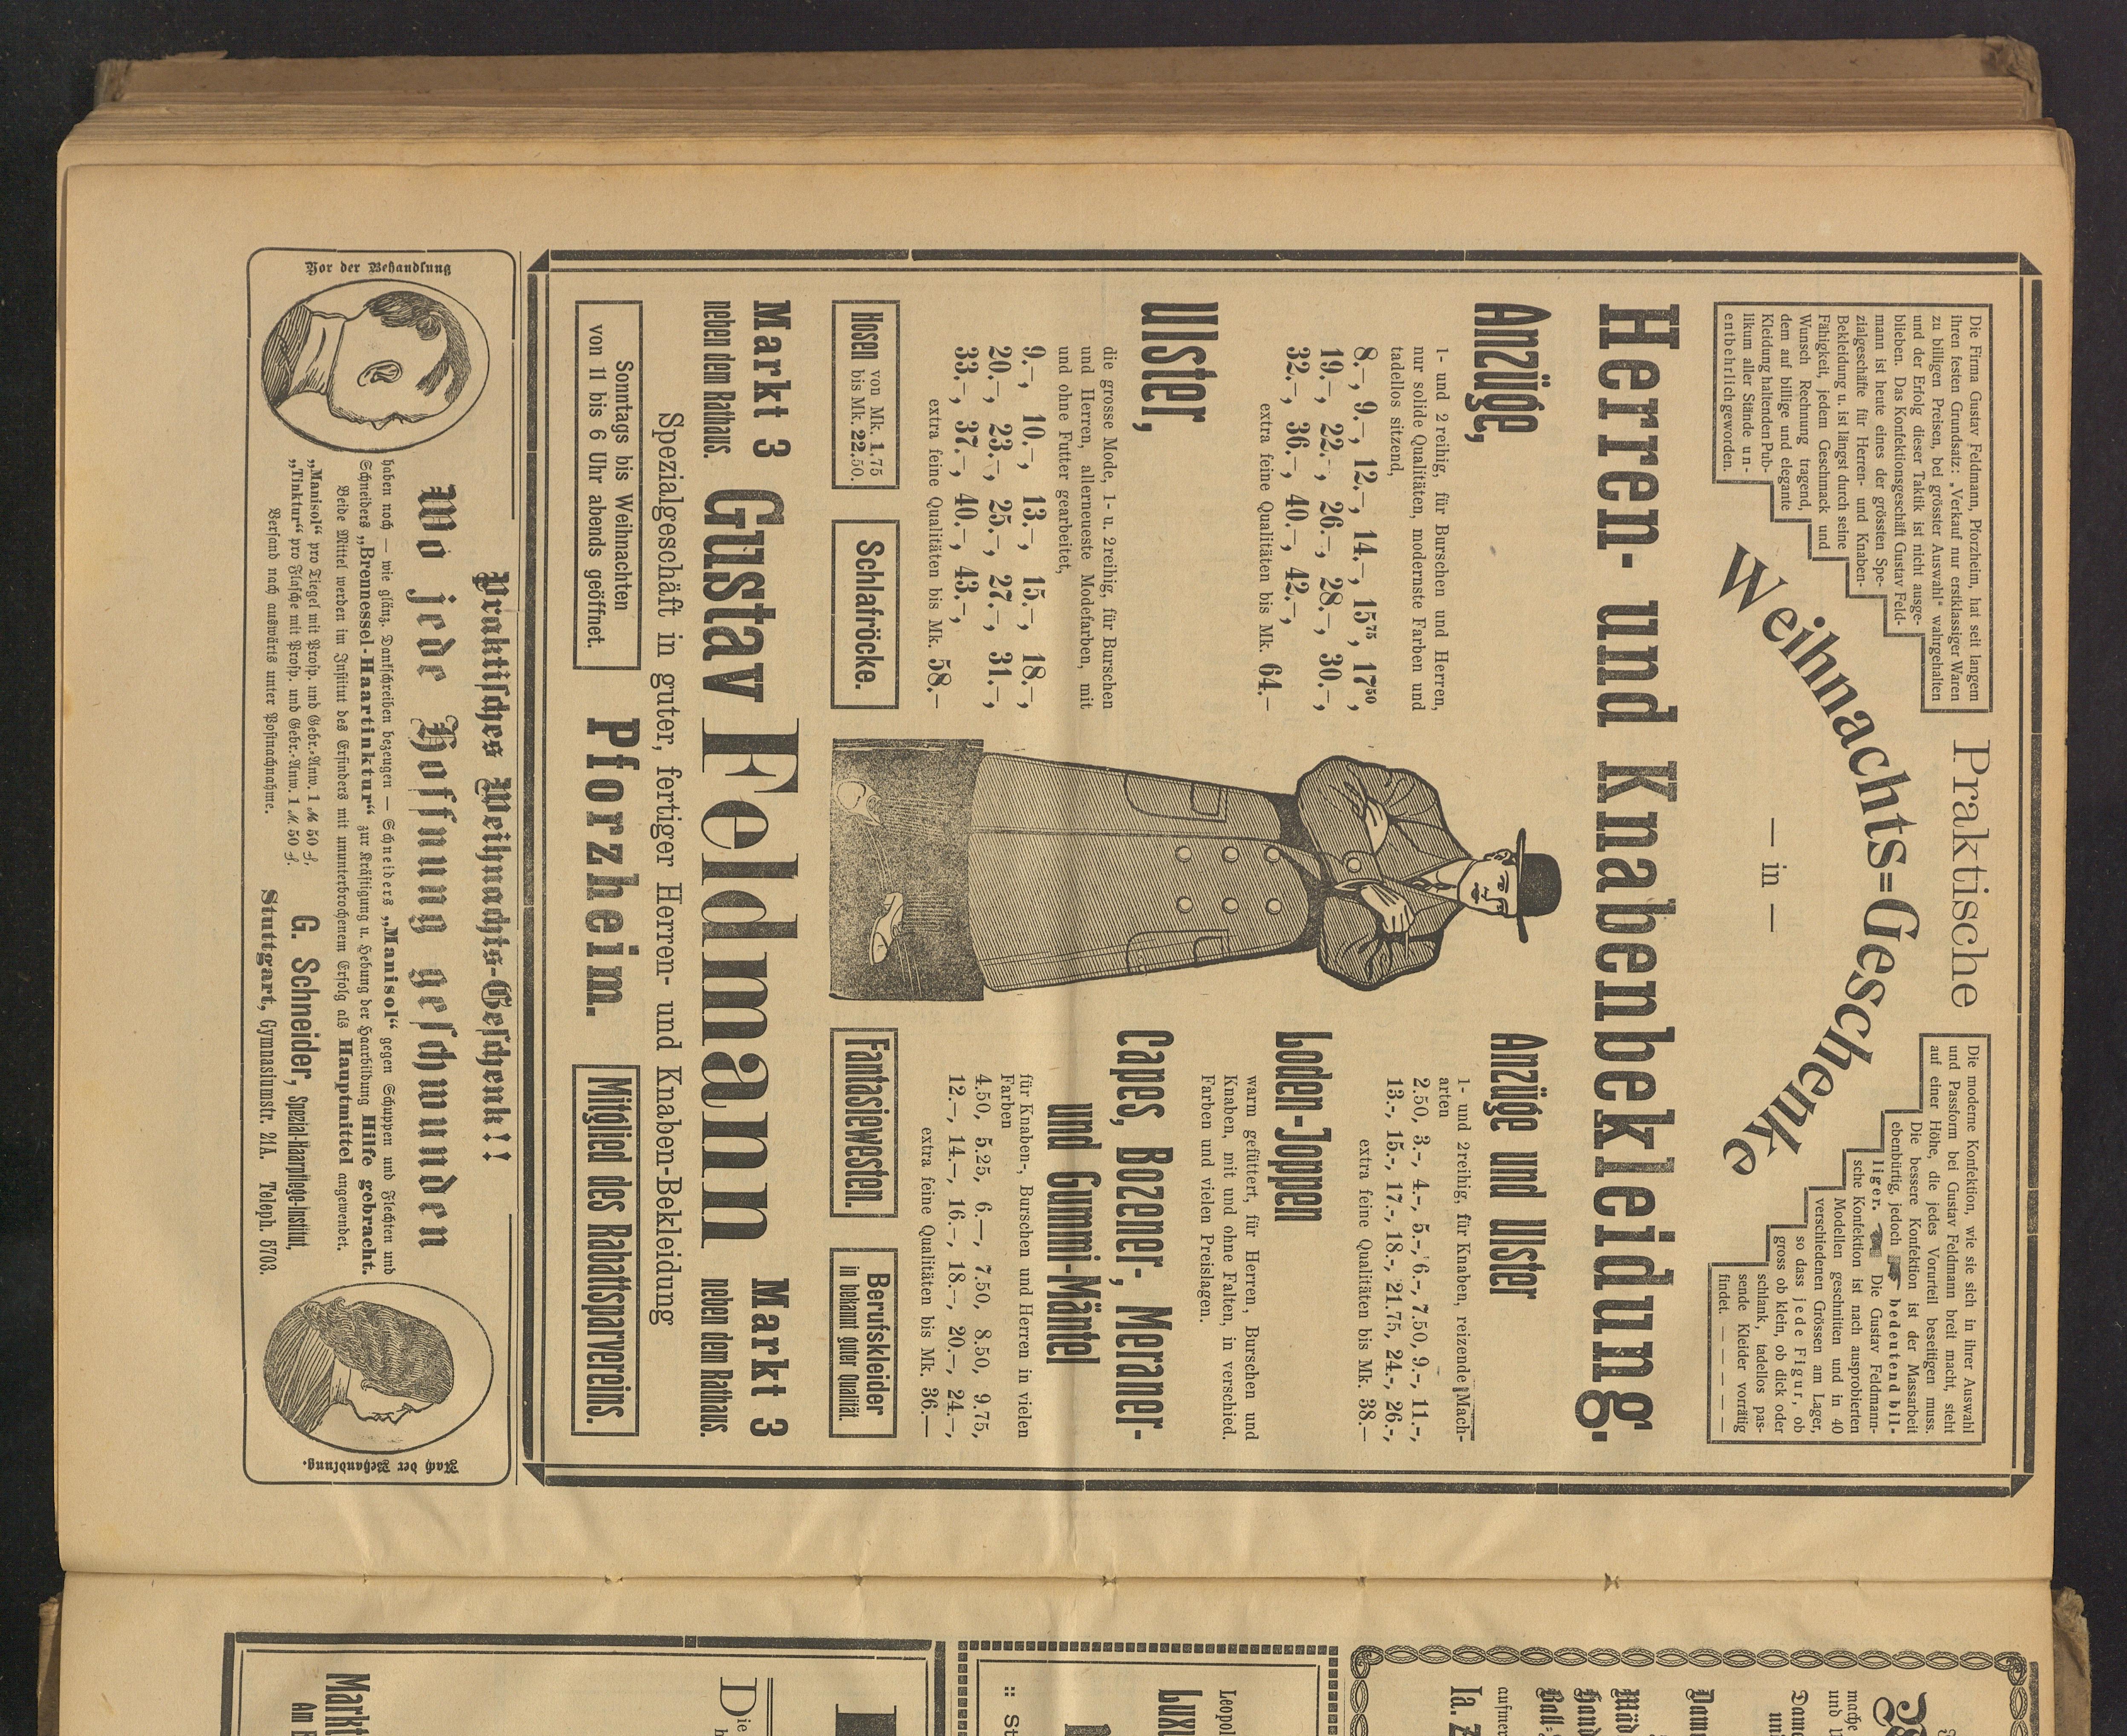 Praktische
Weihnachts=Geschenke
— in —
Die Firma Gustav Feldmann, Pforzheim, hat seit langem
ihren festen Grundsatz: „Verkauf nur erstklassiger Waren
zu billigen Preisen, bei grösster Auswahl“ wahrgehalten
und der Erfolg dieser Taktik ist nicht ausge-
blieben. Das Konfektionsgeschäft Gustav Feld-
mann ist heute eines der grössten Spe-
zialgeschäfte für Herren- und Knaben-
Bekleidung u. ist längst durch seine
Fähigkeit, jedem Geschmack und
Wunsch Rechnung tragend,
dem auf billige und elegante
Kleidung haltenden Pub-
likum aller Stände un-
entbehrlich geworden.
Die moderne Konfektion, wie sie sich in ihrer Auswahl
und Passform bei Gustav Feldmann breit macht, steht
auf einer Höhe, die jedes Vorurteil beseitigen muss.
Die bessere Konfektion ist der Massarbeit
ebenbürtig, jedoch bedeutend bil-
liger. Die Gustav Feldmann-
sche Konfektion ist nach ausprobierten
Modellen geschnitten und in 40
verschiedenen Grössen am Lager,
so dass jede Figur, ob
gross ob klein, ob dick oder
schlank, tadellos pas-
sende Kleider vorrätig
findet. — — — — —
Herren- und Knabenbekleidung.
Anzüge,
1- und 2 reihig, für Burschen und Herren,
nur solide Qualitäten, modernste Farben und
tadellos sitzend,
8.–, 9.–, 12.–, 14.–, 15⁷⁵, 17⁵⁰,
19.–, 22.–, 26.–, 28.–, 30.–,
32.–, 36.–, 40.–, 42.–,
extra feine Qualitäten bis Mk. 64.–
Ulster,
die grosse Mode, 1- u. 2reihig, für Burschen
und Herren, allerneueste Modefarben, mit
und ohne Futter gearbeitet,
9.–, 10.–, 13.–, 15.–, 18.–,
20.–, 23.–, 25.–, 27.–, 31.–,
33.–, 37.–, 40.–, 43.–,
extra feine Qualitäten bis Mk. 58.–
Anzüge und Ulster
1- und 2reihig, für Knaben, reizende Mach-
arten
2.50, 3.-, 4.-, 5.-, 6.-, 7.50, 9.-, 11.-,
13.-, 15.-, 17.-, 18.-, 21.75, 24.-, 26.-,
extra feine Qualitäten bis Mk. 38.—
Loden-Joppen
warm gefüttert, für Herren, Burschen und
Knaben, mit und ohne Falten, in verschied.
Farben und vielen Preislagen.
Capes, Bozener-, Meraner-
und Gummi-Mäntel
für Knaben-, Burschen und Herren in vielen
Farben
4.50, 5.25, 6.—, 7.50, 8.50, 9.75,
12.–, 14.–, 16.–, 18.–, 20.–, 24.–,
extra feine Qualitäten bis Mk. 36.—
Hosen von Mk. 1.75
bis Mk. 22.50.
Schlafröcke.
Fantasiewesten.
Berufskleider
in bekannt guter Qualität.
Markt 3
neben dem Rathaus.
Gustav Feldmann
Markt 3
neben dem Rathaus.
Spezialgeschäft in guter, fertiger Herren- und Knaben-Bekleidung
Sonntags bis Weihnachten
von 11 bis 6 Uhr abends geöffnet.
Pforzheim.
Mitglied des Rabattsparvereins.
Vor der Behandlung
Praktisches Weihnachts-Geschenk!!
Wo jede Hoffnung geschwunden
haben noch — wie glänz. Dankschreiben bezeugen — Schneiders „Manisol“ gegen Schuppen und Flechten und
Schneiders „Brennessel-Haartinktur“ zur Kräftigung u. Hebung der Haarbildung Hilfe gebracht.
Beide Mittel werden im Institut des Erfinders mit ununterbrochenem Erfolg als Hauptmittel angewendet.
„Manisol“ pro Tiegel mit Prosp. und Gebr.-Anw. 1 ℳ 50 ₰,
„Tinktur“ pro Flasche mit Prosp. und Gebr.-Anw. 1 ℳ 50 ₰.
Versand nach auswärts unter Postnachnahme.
G. Schneider, Spezial-Haarpflege-Institut,
Stuttgart, Gymnasiumstr. 21A. Teleph. 5703.
Nach der Behandlung.
mache
und
Dame
Leopol
Luxu
:: St
Die
Markt